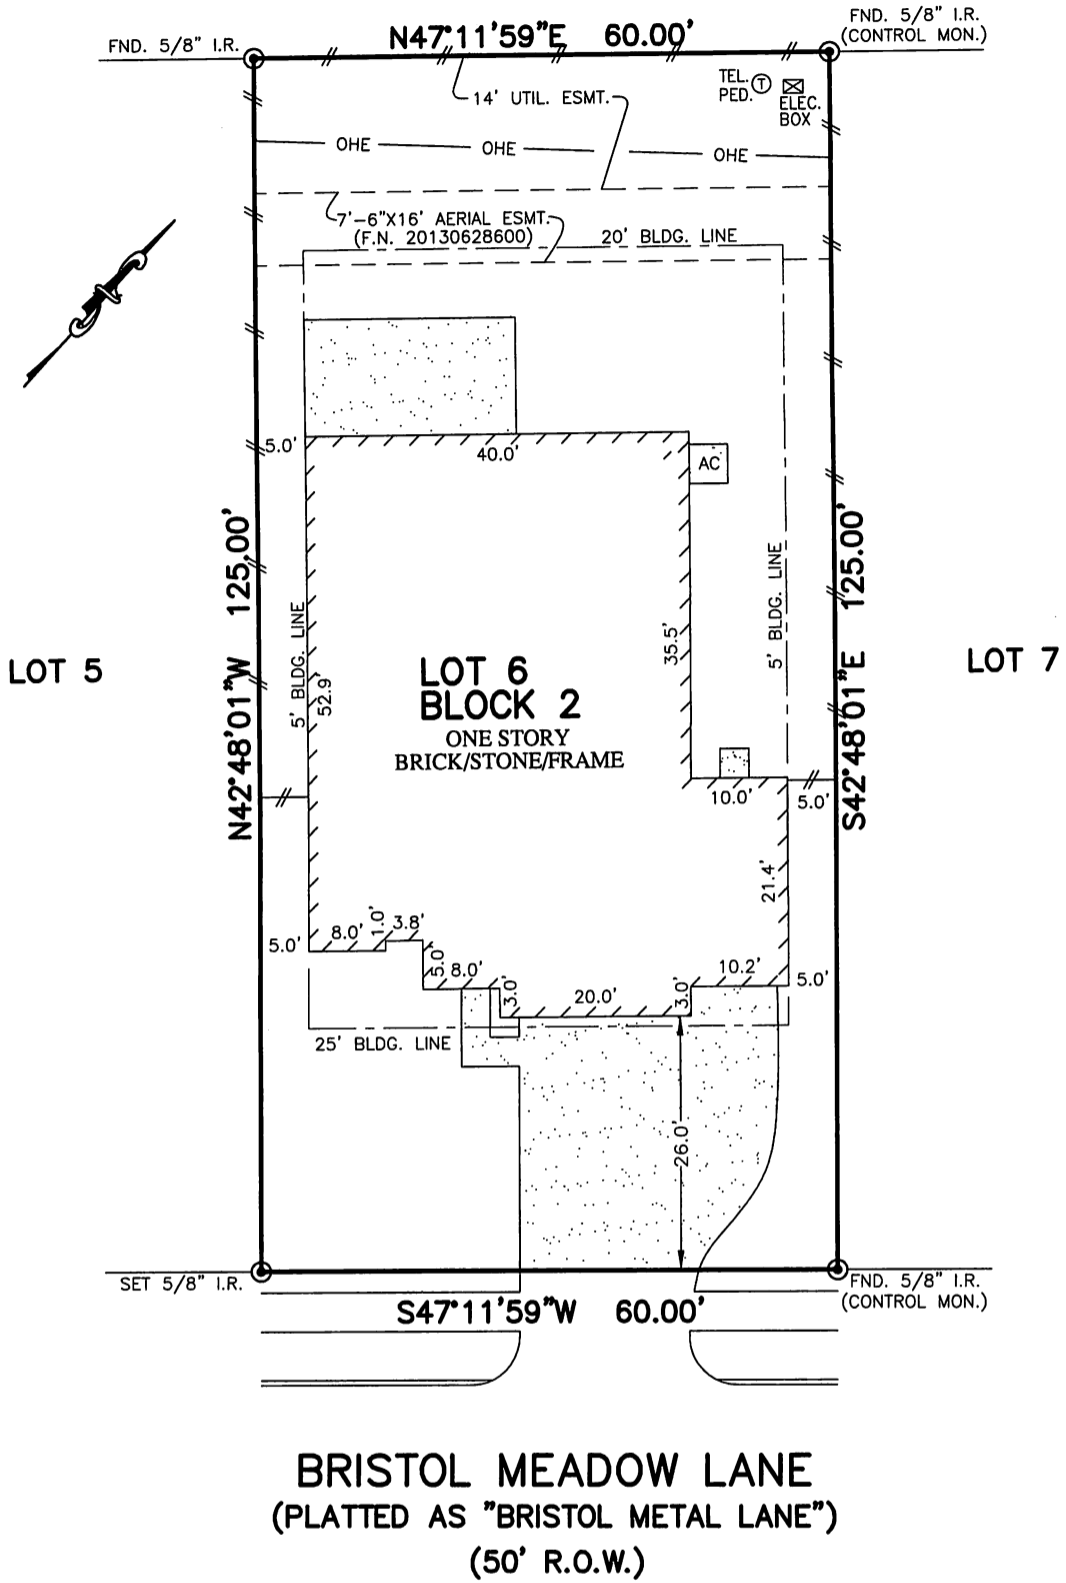 FND. 5/8" I.R.
N47°11'59"E 60.00'
FND. 5/8" I.R.
(CONTROL MON.)
TEL.
PED.
T
ELEC.
BOX
14' UTIL. ESMT.
OHE
OHE
OHE
7'-6"X16' AERIAL ESMT.
(F.N. 20130628600)
20' BLDG. LINE
5.0'
40.0'
AC
N42°48'01"W 125.00'
5' BLDG. LINE
52.9'
35.5'
5' BLDG. LINE
S42°48'01"E 125.00'
LOT 5
LOT 6
BLOCK 2
ONE STORY
BRICK/STONE/FRAME
LOT 7
10.0'
5.0'
21.4'
5.0'
8.0'
1.0'
3.8'
5.0'
8.0'
3.0'
20.0'
3.0'
10.2'
5.0'
25' BLDG. LINE
26.0'
SET 5/8" I.R.
FND. 5/8" I.R.
(CONTROL MON.)
S47°11'59"W 60.00'
BRISTOL MEADOW LANE
(PLATTED AS "BRISTOL METAL LANE")
(50' R.O.W.)